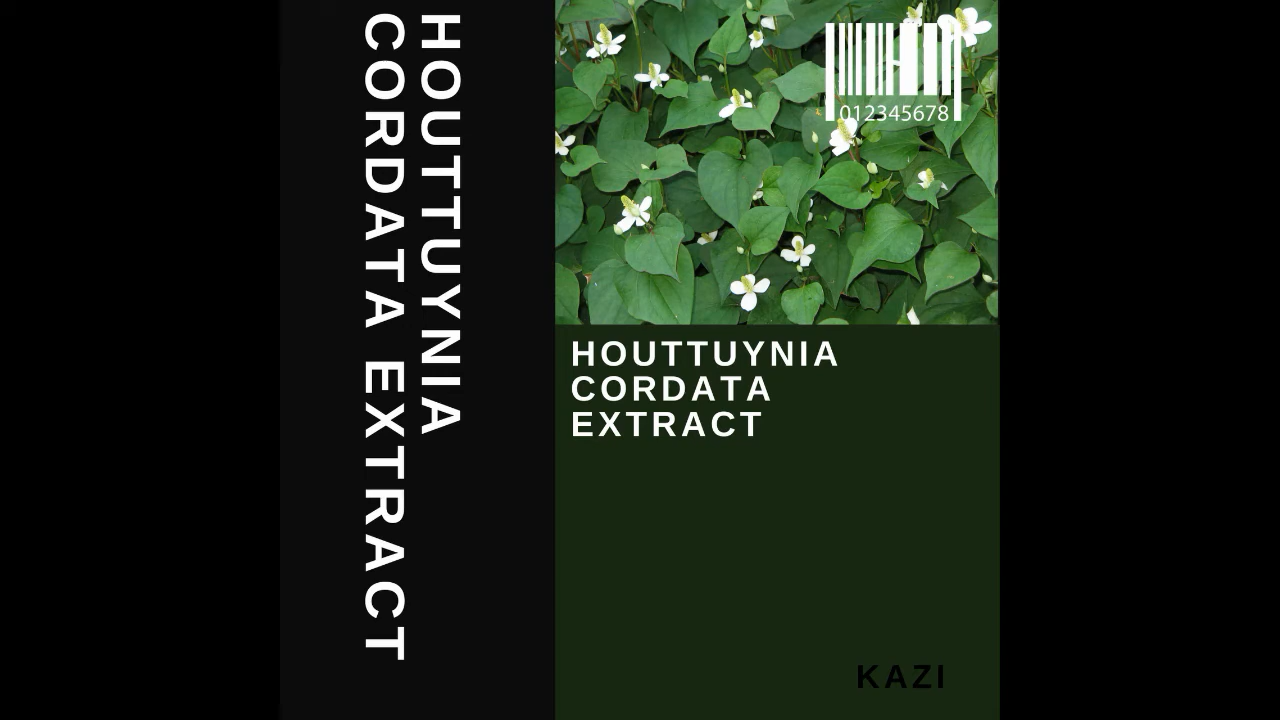 HOUTTUYNIA
CORDATA EXTRACT
012345678
HOUTTUYNIA
CORDATA
EXTRACT
KAZI